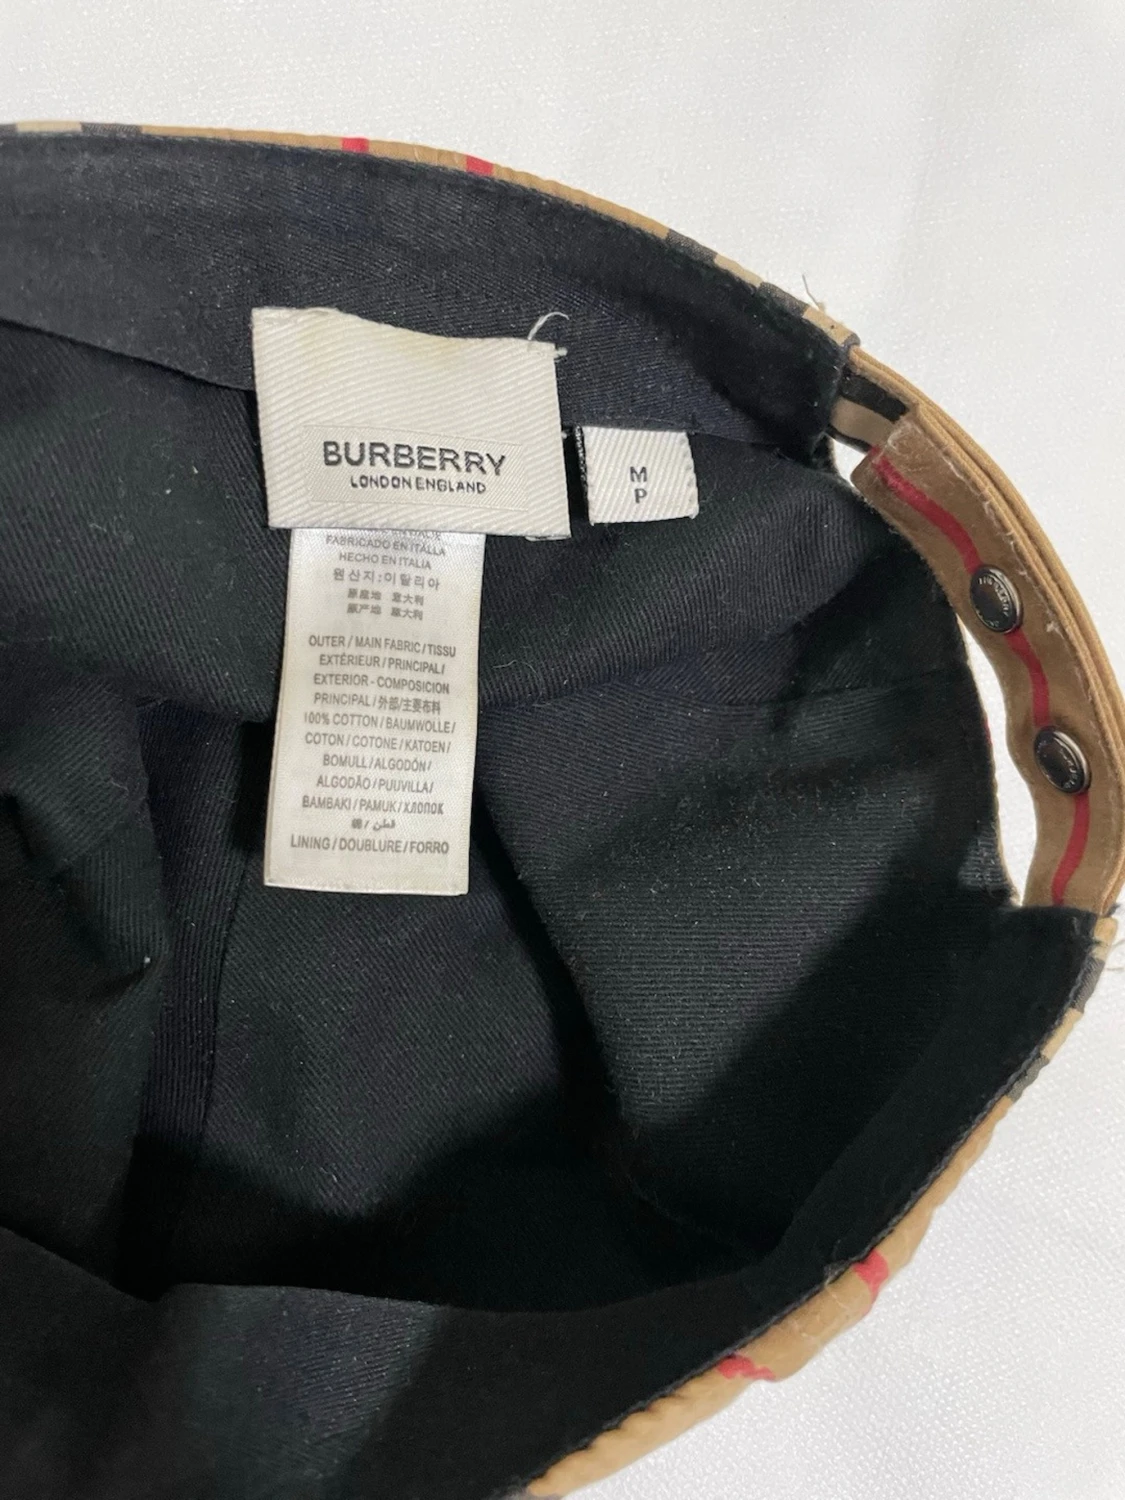 BURBERRY
LONDON ENGLAND
M
P
FABRICADO EN ITÁLLA
HECHO EN ITALIA
원산지:이탈리아
原産地 意大利
原产地 意大利
OUTER / MAIN FABRIC / TISSU
EXTÉRIEUR / PRINCIPAL /
EXTERIOR - COMPOSICION
PRINCIPAL / 外部/主要布料
100% COTTON / BAUMWOLLE /
COTON / COTONE / KATOEN /
BOMULL / ALGODÓN /
ALGODÃO / PUUVILLA /
BAMBAKI / PAMUK / ХЛОПОК
棉 / قطن
LINING / DOUBLURE / FORRO